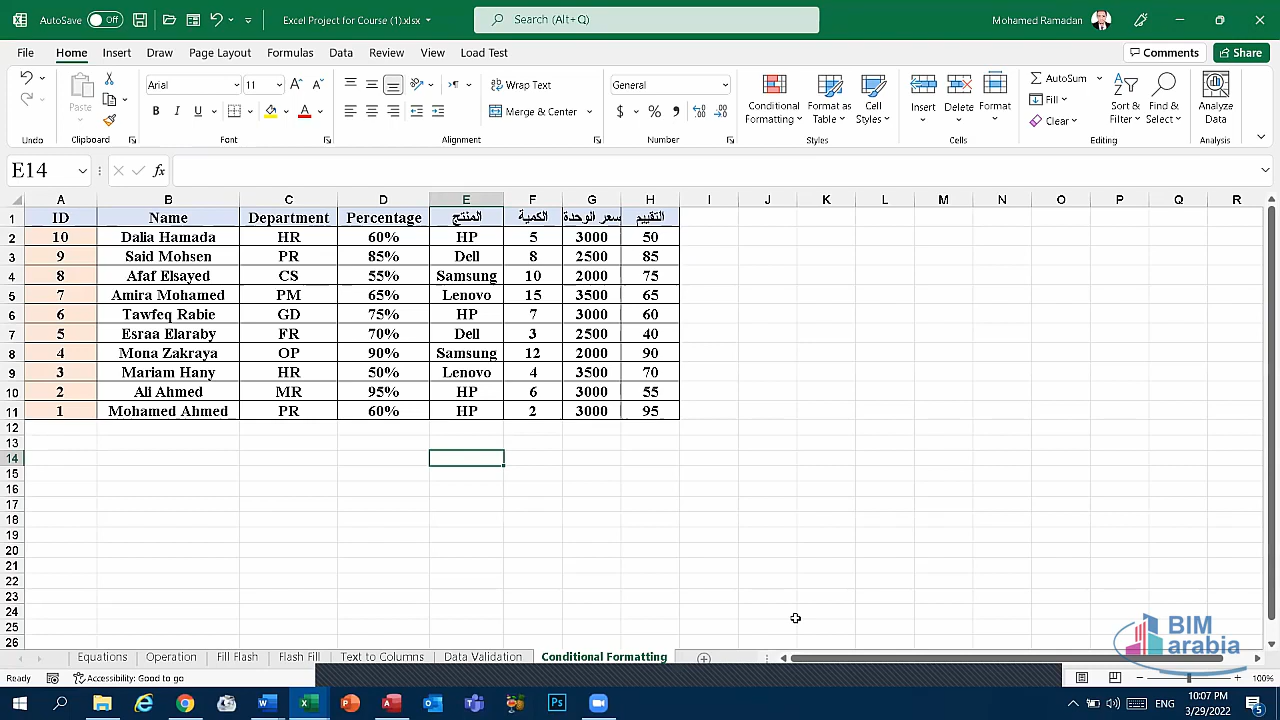 AutoSave Off Excel Project for Course (1).xlsx Search (Alt+Q) Mohamed Ramadan
File Home Insert Draw Page Layout Formulas Data Review View Load Test Comments Share
Arial 11 Wrap Text General AutoSum
Paste Merge & Center Conditional Formatting Format as Table Cell Styles Insert Delete Format Fill Clear Sort & Filter Find & Select Analyze Data
Undo Clipboard Font Alignment Number Styles Cells Editing Analysis
E14 fx
A B C D E F G H I J K L M N O P Q R
1 ID Name Department Percentage المنتج الكمية سعر الوحدة التقييم
2 10 Dalia Hamada HR 60% HP 5 3000 50
3 9 Said Mohsen PR 85% Dell 8 2500 85
4 8 Afaf Elsayed CS 55% Samsung 10 2000 75
5 7 Amira Mohamed PM 65% Lenovo 15 3500 65
6 6 Tawfeq Rabie GD 75% HP 7 3000 60
7 5 Esraa Elaraby FR 70% Dell 3 2500 40
8 4 Mona Zakraya OP 90% Samsung 12 2000 90
9 3 Mariam Hany HR 50% Lenovo 4 3500 70
10 2 Ali Ahmed MR 95% HP 6 3000 55
11 1 Mohamed Ahmed PR 60% HP 2 3000 95
12
13
14
15
16
17
18
19
20
21
22
23
24
25
26
BIM
arabia
Equations Operation Fill Flash Flash Fill Text to Columns Data Validation Conditional Formatting
Ready Accessibility: Good to go 100%
ENG 10:07 PM
3/29/2022